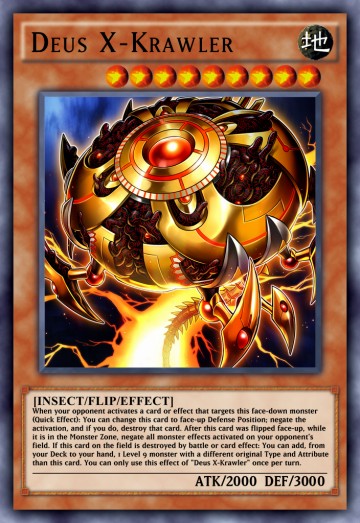 DEUS X-KRAWLER
地
[INSECT/FLIP/EFFECT]
When your opponent activates a card or effect that targets this face-down monster
(Quick Effect): You can change this card to face-up Defense Position; negate
the activation, and if you do, destroy that card. After this card was flipped face-up, while
it is in the Monster Zone, negate all monster effects activated on your opponent's
field. If this card on the field is destroyed by battle or card effect: You can add, from
your Deck to your hand, 1 Level 9 monster with a different original Type and Attribute
than this card. You can only use this effect of "Deus X-Krawler" once per turn.
ATK/2000 DEF/3000